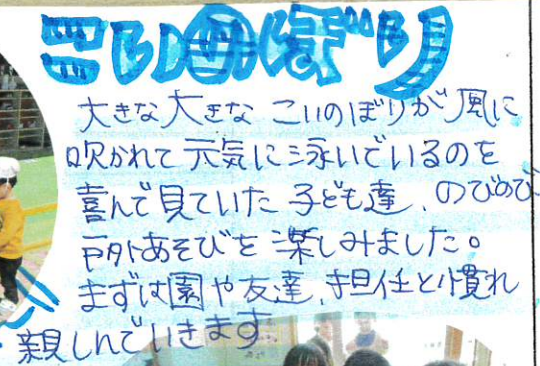 こいのぼり
大きな大きな こいのぼりが風に
吹かれて元気に泳いでいるのを
喜んで見ていた子ども達、のびのび
戸外あそびを楽しみました。
まずは園や友達、担任と慣れ
親しんでいきます